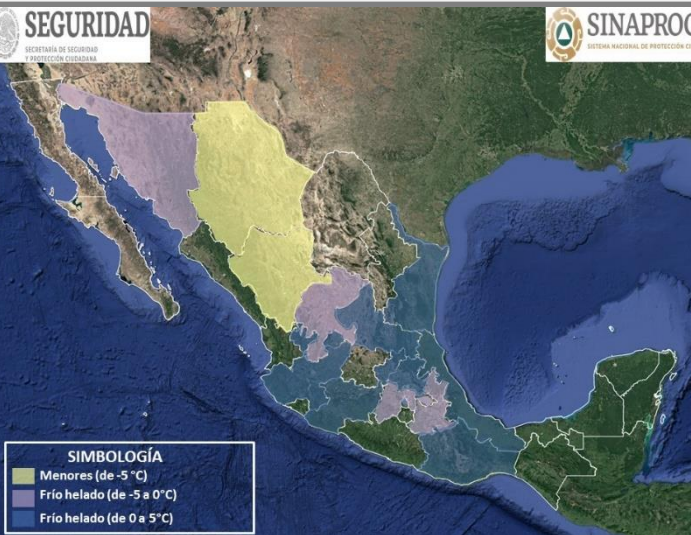 SEGURIDAD
SECRETARÍA DE SEGURIDAD
Y PROTECCIÓN CIUDADANA
SINAPROC
SISTEMA NACIONAL DE PROTECCIÓN CI
SIMBOLOGÍA
Menores (de -5 °C)
Frío helado (de -5 a 0°C)
Frío helado (de 0 a 5°C)